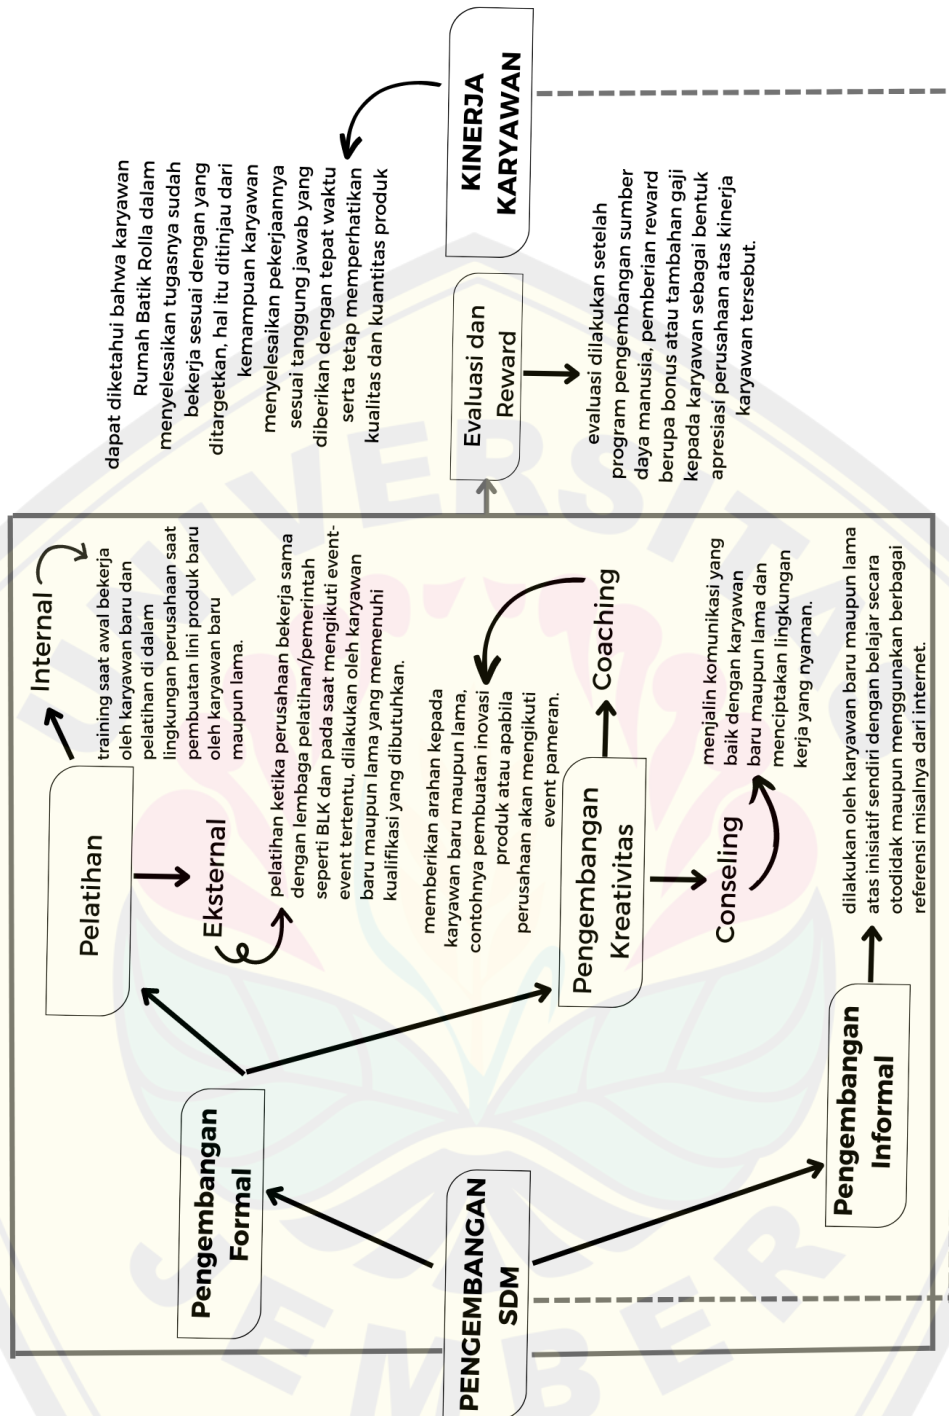 PENGEMBANGAN
SDM
Pengembangan
Formal
Pelatihan
Internal
training saat awal bekerja
oleh karyawan baru dan
pelatihan di dalam
lingkungan perusahaan saat
pembuatan lini produk baru
oleh karyawan baru
maupun lama.
Eksternal
pelatihan ketika perusahaan bekerja sama
dengan lembaga pelatihan/pemerintah
seperti BLK dan pada saat mengikuti event-
event tertentu, dilakukan oleh karyawan
baru maupun lama yang memenuhi
kualifikasi yang dibutuhkan.
Pengembangan
Kreativitas
Coaching
memberikan arahan kepada
karyawan baru maupun lama,
contohnya pembuatan inovasi
produk atau apabila
perusahaan akan mengikuti
event pameran.
Conseling
menjalin komunikasi yang
baik dengan karyawan
baru maupun lama dan
menciptakan lingkungan
kerja yang nyaman.
Pengembangan
Informal
dilakukan oleh karyawan baru maupun lama
atas inisiatif sendiri dengan belajar secara
otodidak maupun menggunakan berbagai
referensi misalnya dari internet.
Evaluasi dan
Reward
evaluasi dilakukan setelah
program pengembangan sumber
daya manusia, pemberian reward
berupa bonus atau tambahan gaji
kepada karyawan sebagai bentuk
apresiasi perusahaan atas kinerja
karyawan tersebut.
KINERJA
KARYAWAN
dapat diketahui bahwa karyawan
Rumah Batik Rolla dalam
menyelesaikan tugasnya sudah
bekerja sesuai dengan yang
ditargetkan, hal itu ditinjau dari
kemampuan karyawan
menyelesaikan pekerjaannya
sesuai tanggung jawab yang
diberikan dengan tepat waktu
serta tetap memperhatikan
kualitas dan kuantitas produk
UNIVERSITAS
JEMBER